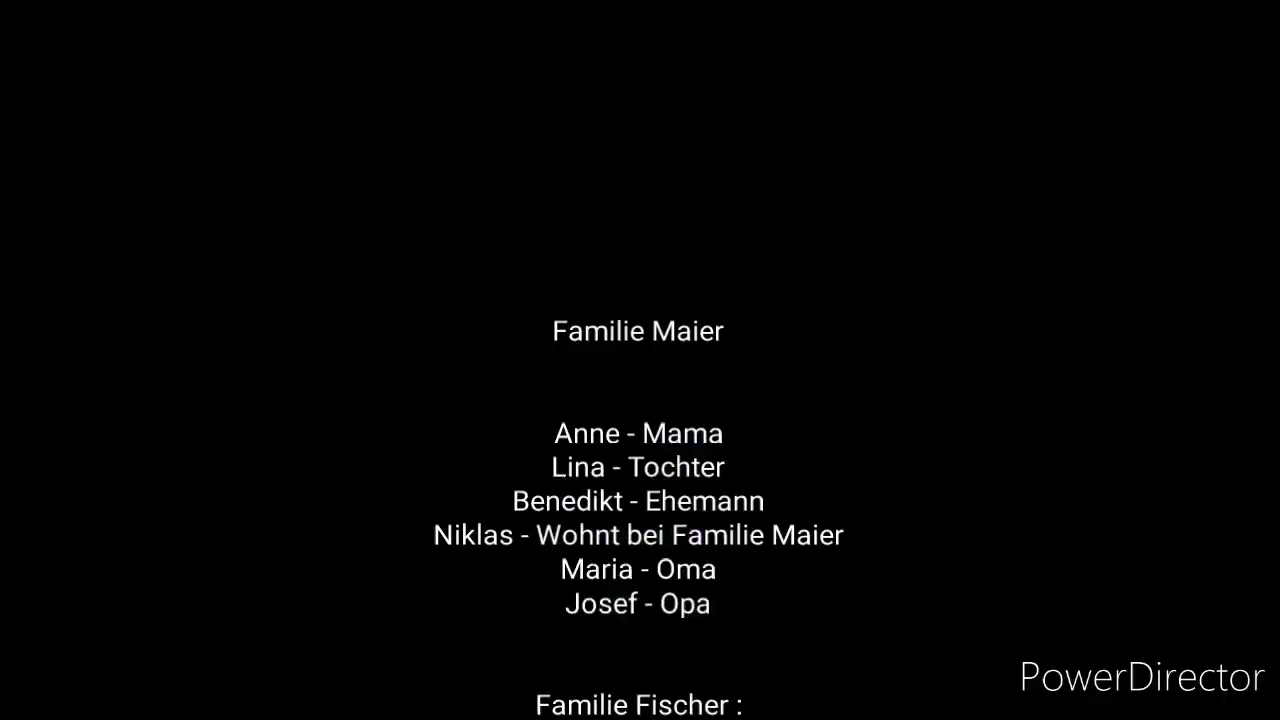 Familie Maier
Anne - Mama
Lina - Tochter
Benedikt - Ehemann
Niklas - Wohnt bei Familie Maier
Maria - Oma
Josef - Opa
Familie Fischer :
PowerDirector